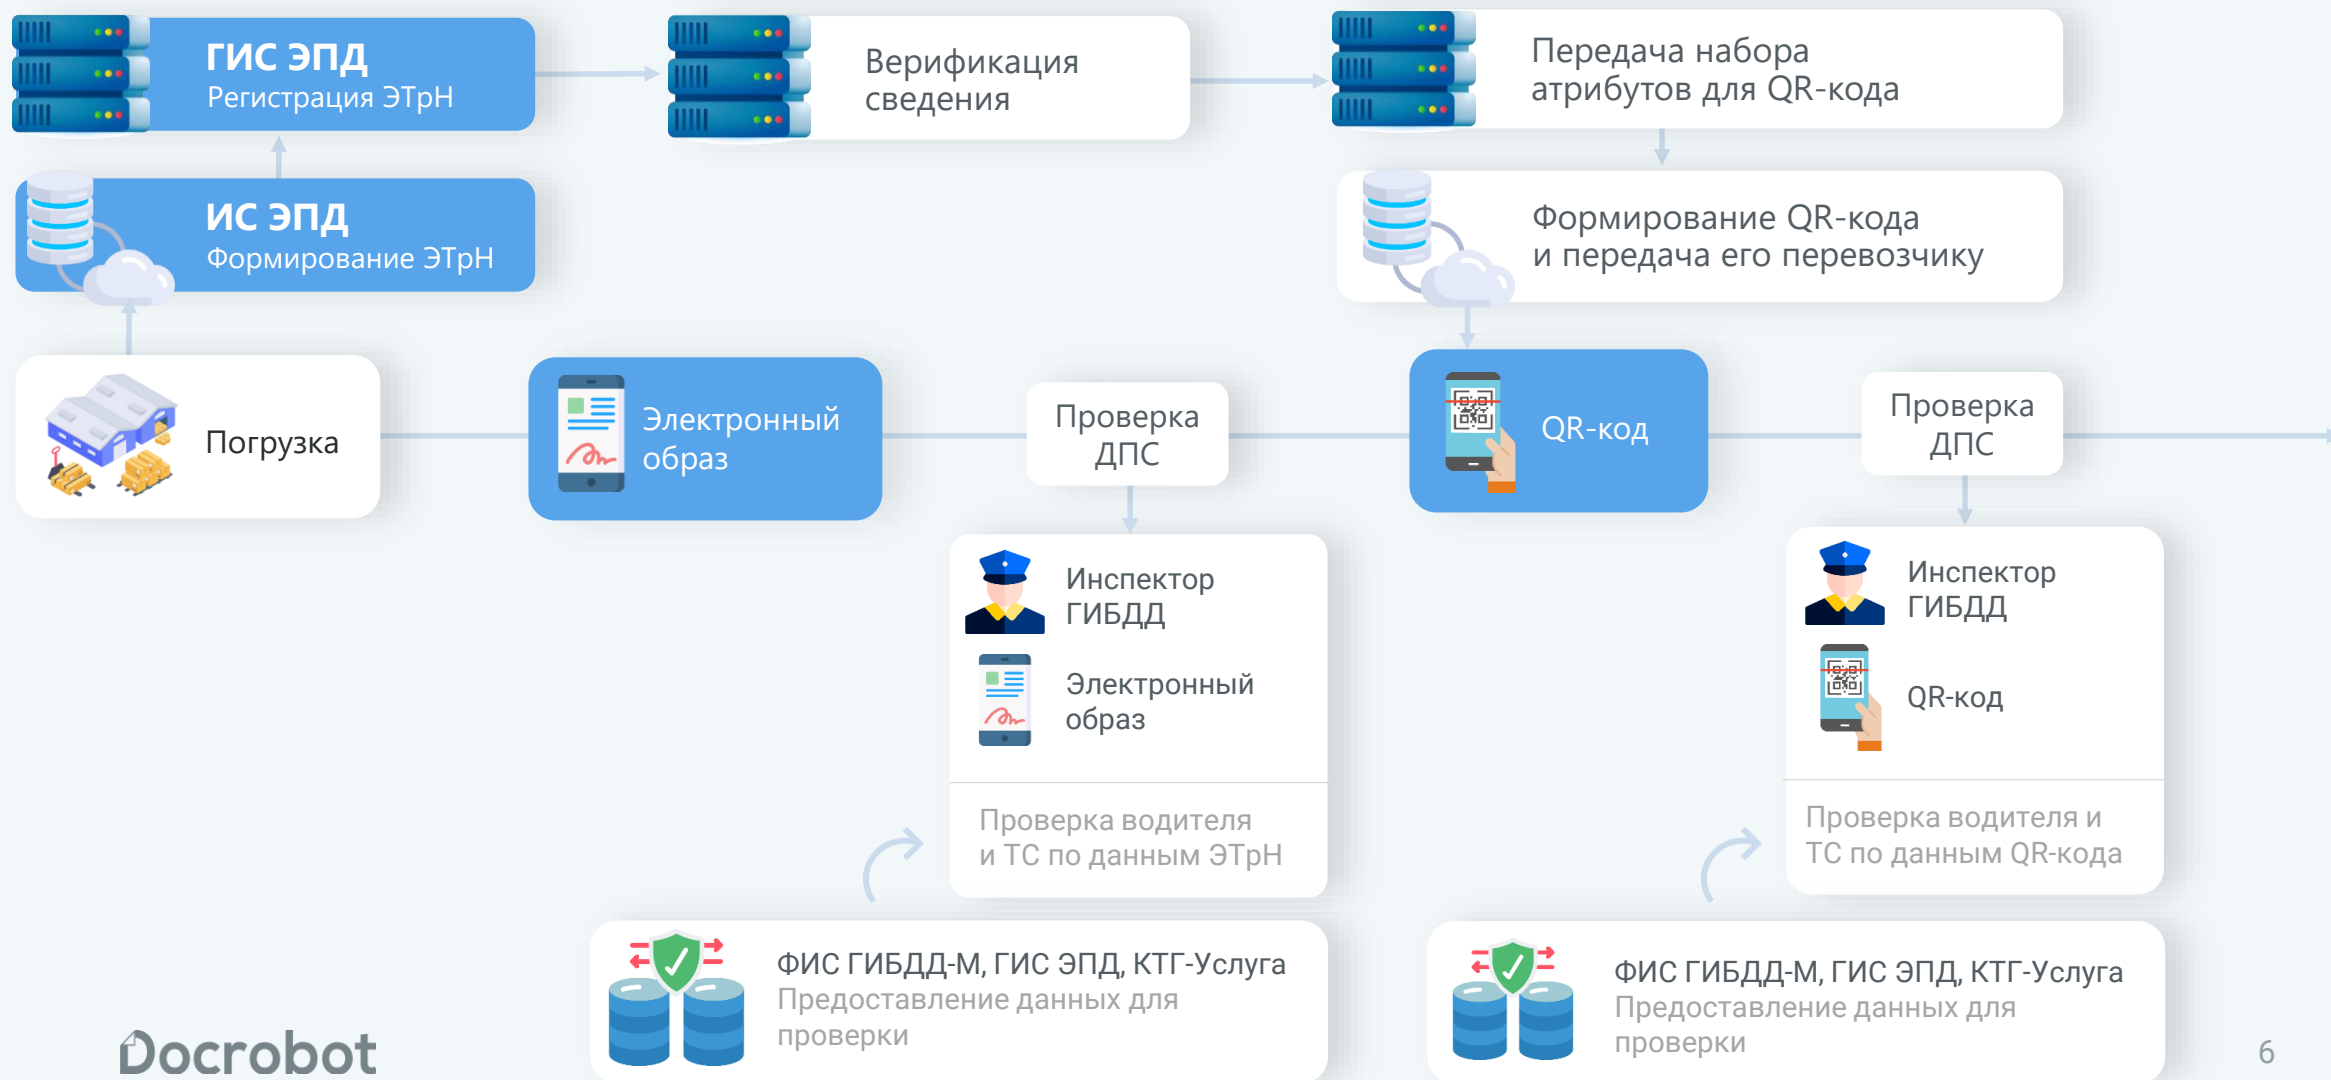 ГИС ЭПД
Регистрация ЭТрН
Верификация
сведения
Передача набора
атрибутов для QR-кода
ИС ЭПД
Формирование ЭТрН
Формирование QR-кода
и передача его перевозчику
Погрузка
Электронный
образ
Проверка
ДПС
QR-код
Проверка
ДПС
Инспектор
ГИБДД
Электронный
образ
Проверка водителя
и ТС по данным ЭТрН
Инспектор
ГИБДД
QR-код
Проверка водителя и
ТС по данным QR-кода
ФИС ГИБДД-М, ГИС ЭПД, КТГ-Услуга
Предоставление данных для
проверки
ФИС ГИБДД-М, ГИС ЭПД, КТГ-Услуга
Предоставление данных для
проверки
Docrobot
6